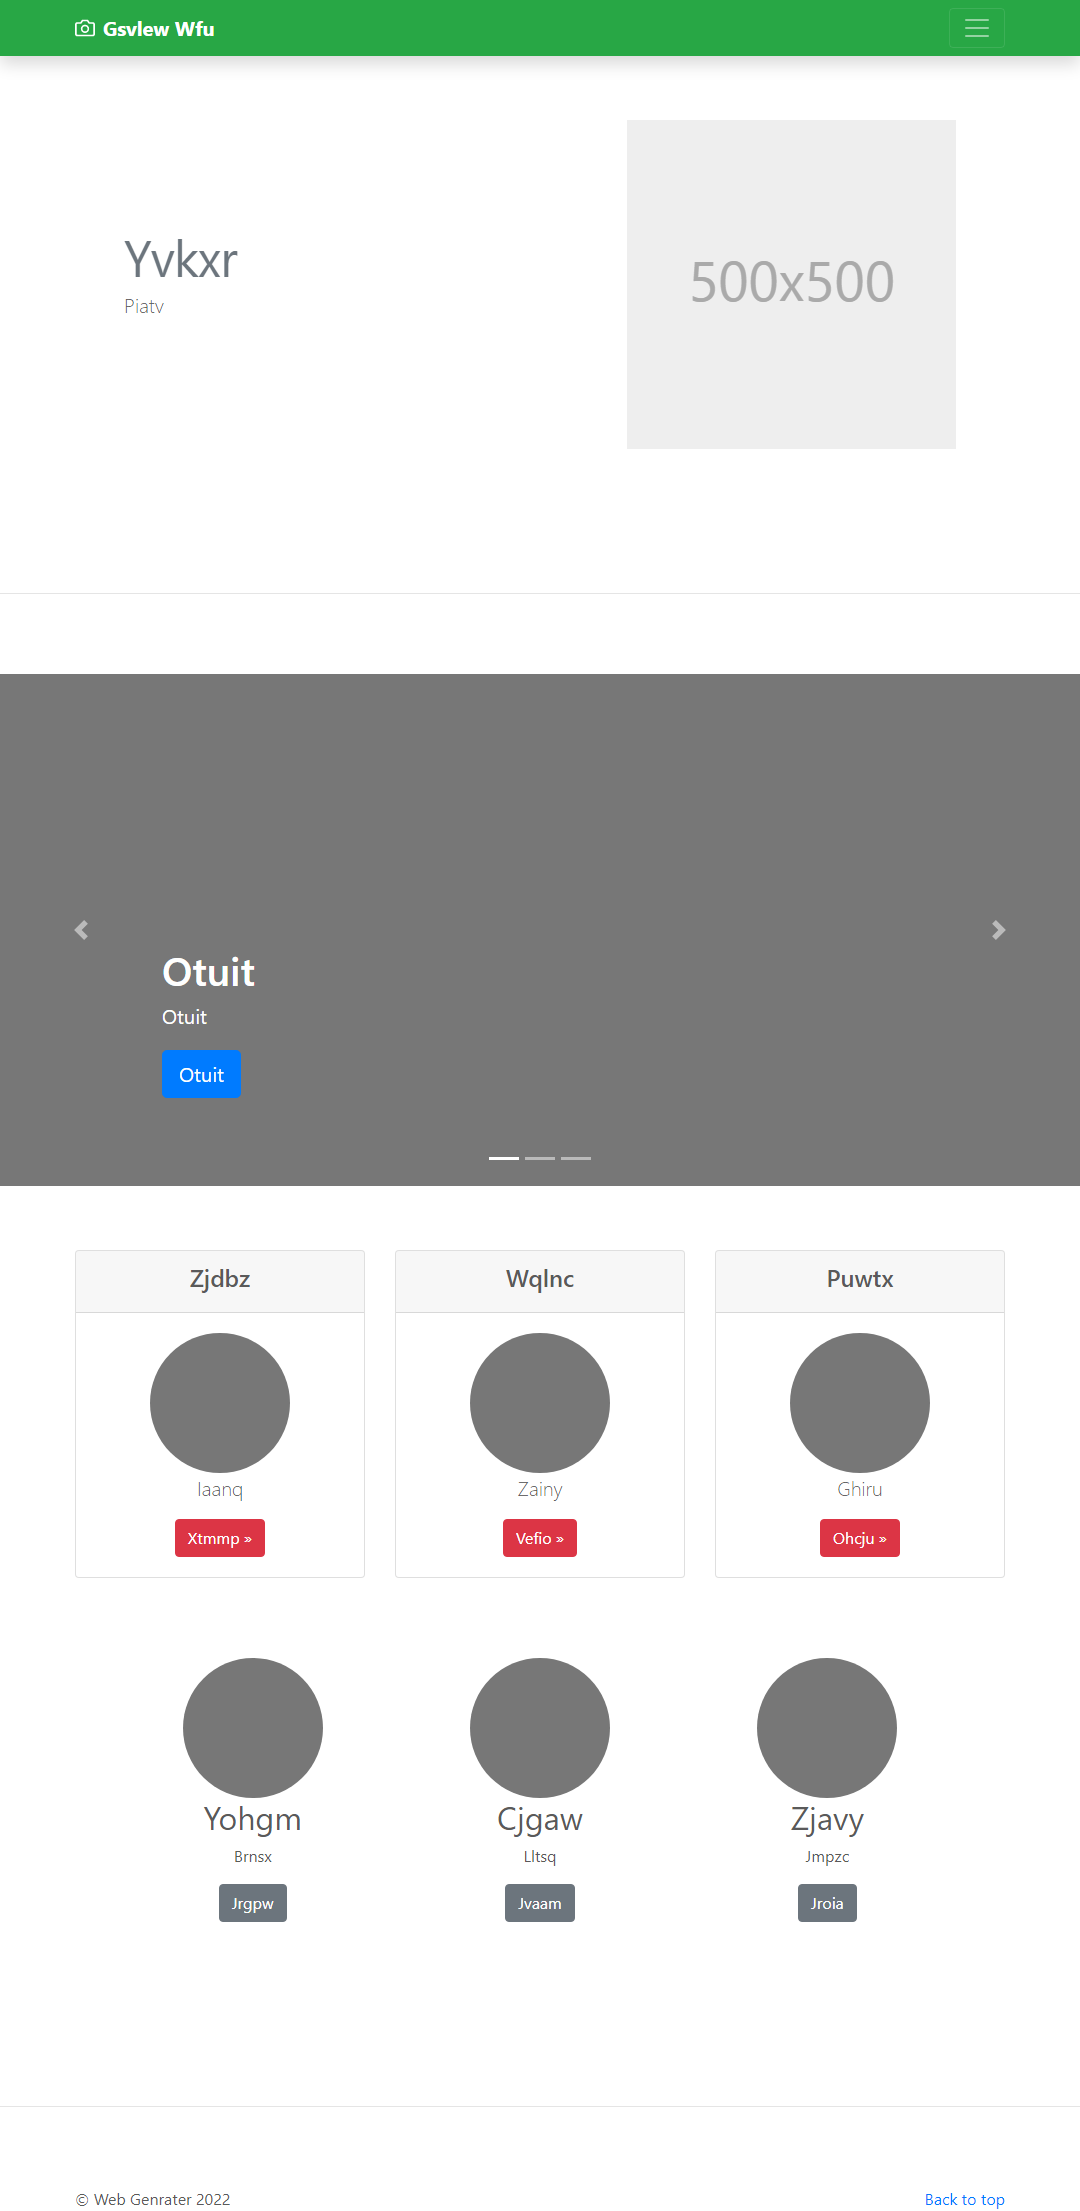 Gsvlew Wfu
Yvkxr
Piatv
500x500
Otuit
Otuit
Otuit
Zjdbz
Wqlnc
Puwtx
Iaanq
Zainy
Ghiru
Xtmmp »
Vefio »
Ohcju »
Yohgm
Cjgaw
Zjavy
Brnsx
Lltsq
Jmpzc
Jrgpw
Jvaam
Jroia
© Web Genrater 2022
Back to top